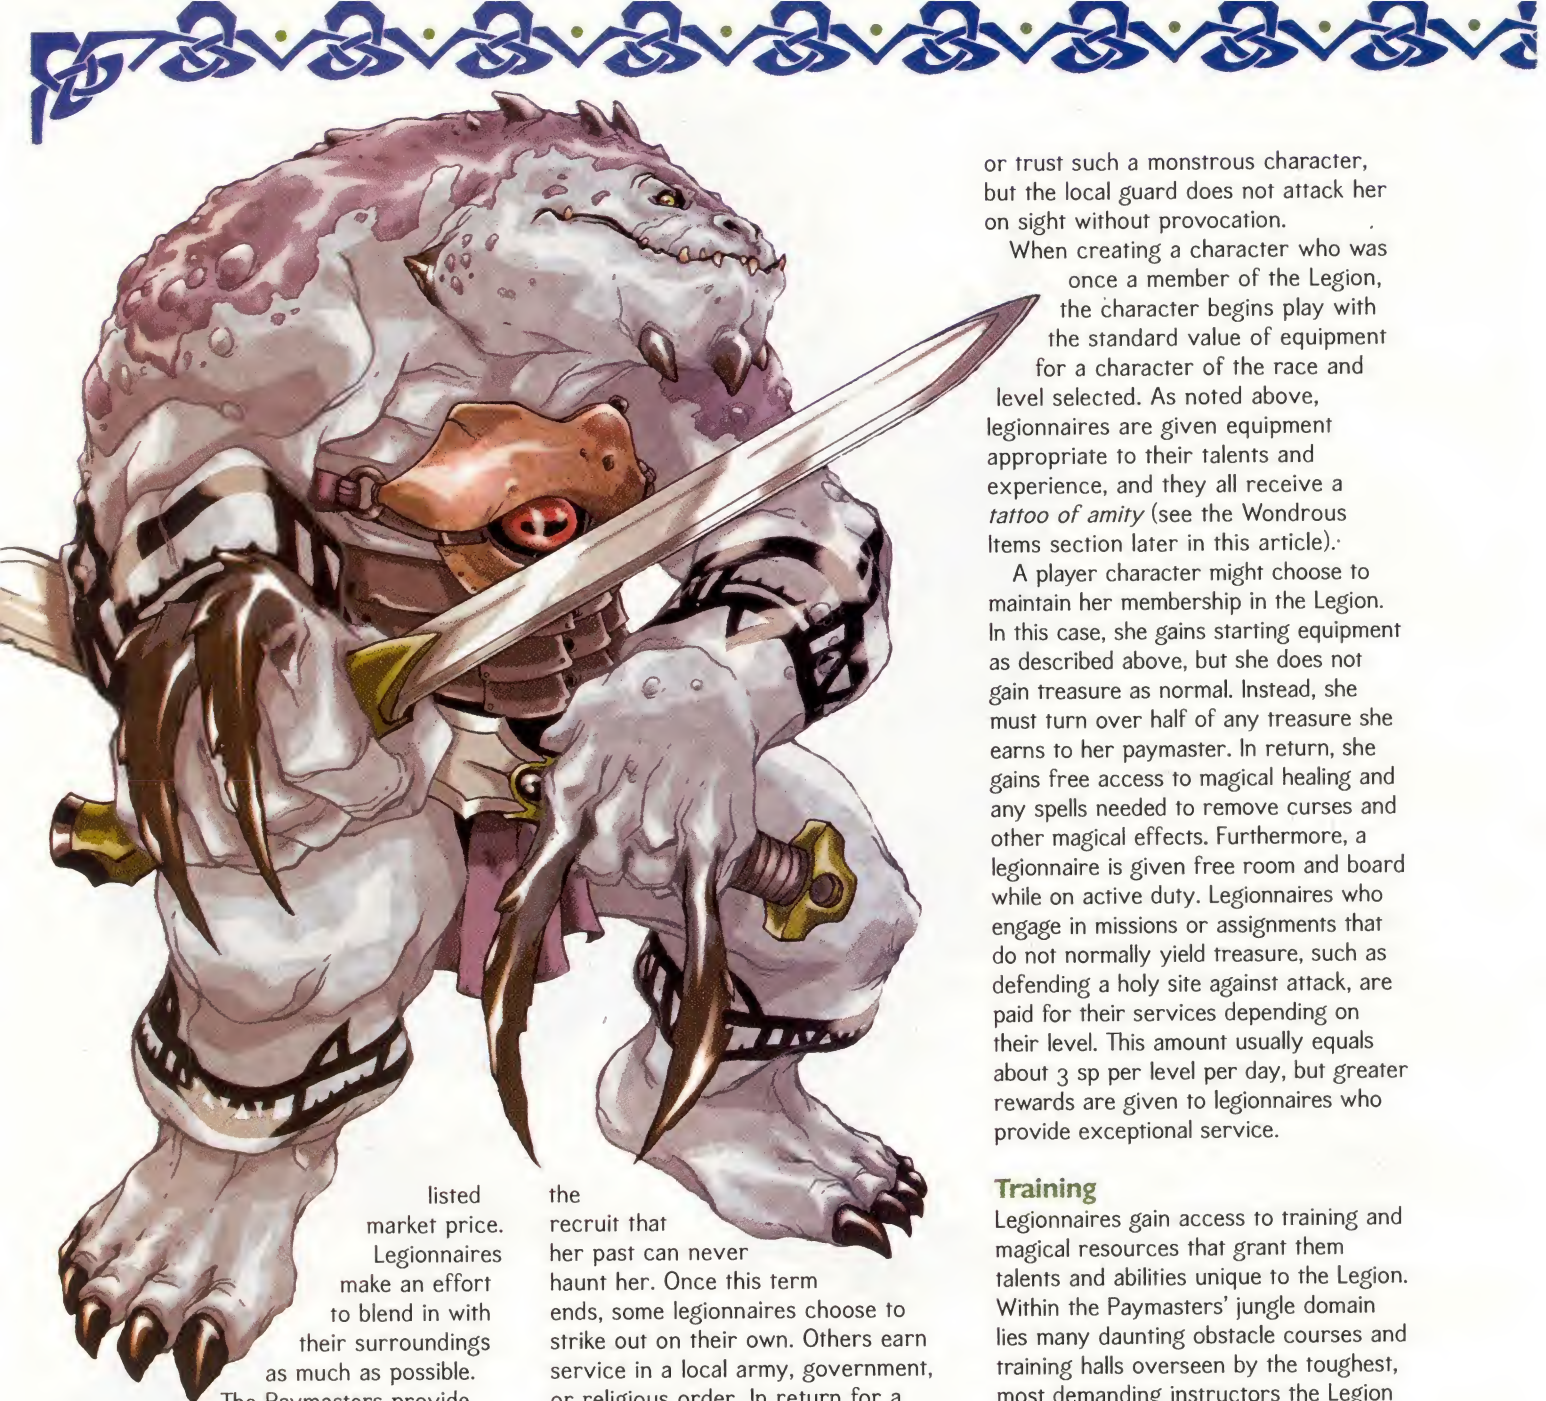 listed
market price.
Legionnaires
make an effort
to blend in with
their surroundings
as much as possible.
The Paymasters provide
the
recruit that
her past can never
haunt her. Once this term
ends, some legionnaires choose to
strike out on their own. Others earn
service in a local army, government,
or religious order. In return for a
or trust such a monstrous character,
but the local guard does not attack her
on sight without provocation.
When creating a character who was
once a member of the Legion,
the character begins play with
the standard value of equipment
for a character of the race and
level selected. As noted above,
legionnaires are given equipment
appropriate to their talents and
experience, and they all receive a
tattoo of amity (see the Wondrous
Items section later in this article).
A player character might choose to
maintain her membership in the Legion.
In this case, she gains starting equipment
as described above, but she does not
gain treasure as normal. Instead, she
must turn over half of any treasure she
earns to her paymaster. In return, she
gains free access to magical healing and
any spells needed to remove curses and
other magical effects. Furthermore, a
legionnaire is given free room and board
while on active duty. Legionnaires who
engage in missions or assignments that
do not normally yield treasure, such as
defending a holy site against attack, are
paid for their services depending on
their level. This amount usually equals
about 3 sp per level per day, but greater
rewards are given to legionnaires who
provide exceptional service.
Training
Legionnaires gain access to training and
magical resources that grant them
talents and abilities unique to the Legion.
Within the Paymasters' jungle domain
lies many daunting obstacle courses and
training halls overseen by the toughest,
most demanding instructors the Legion